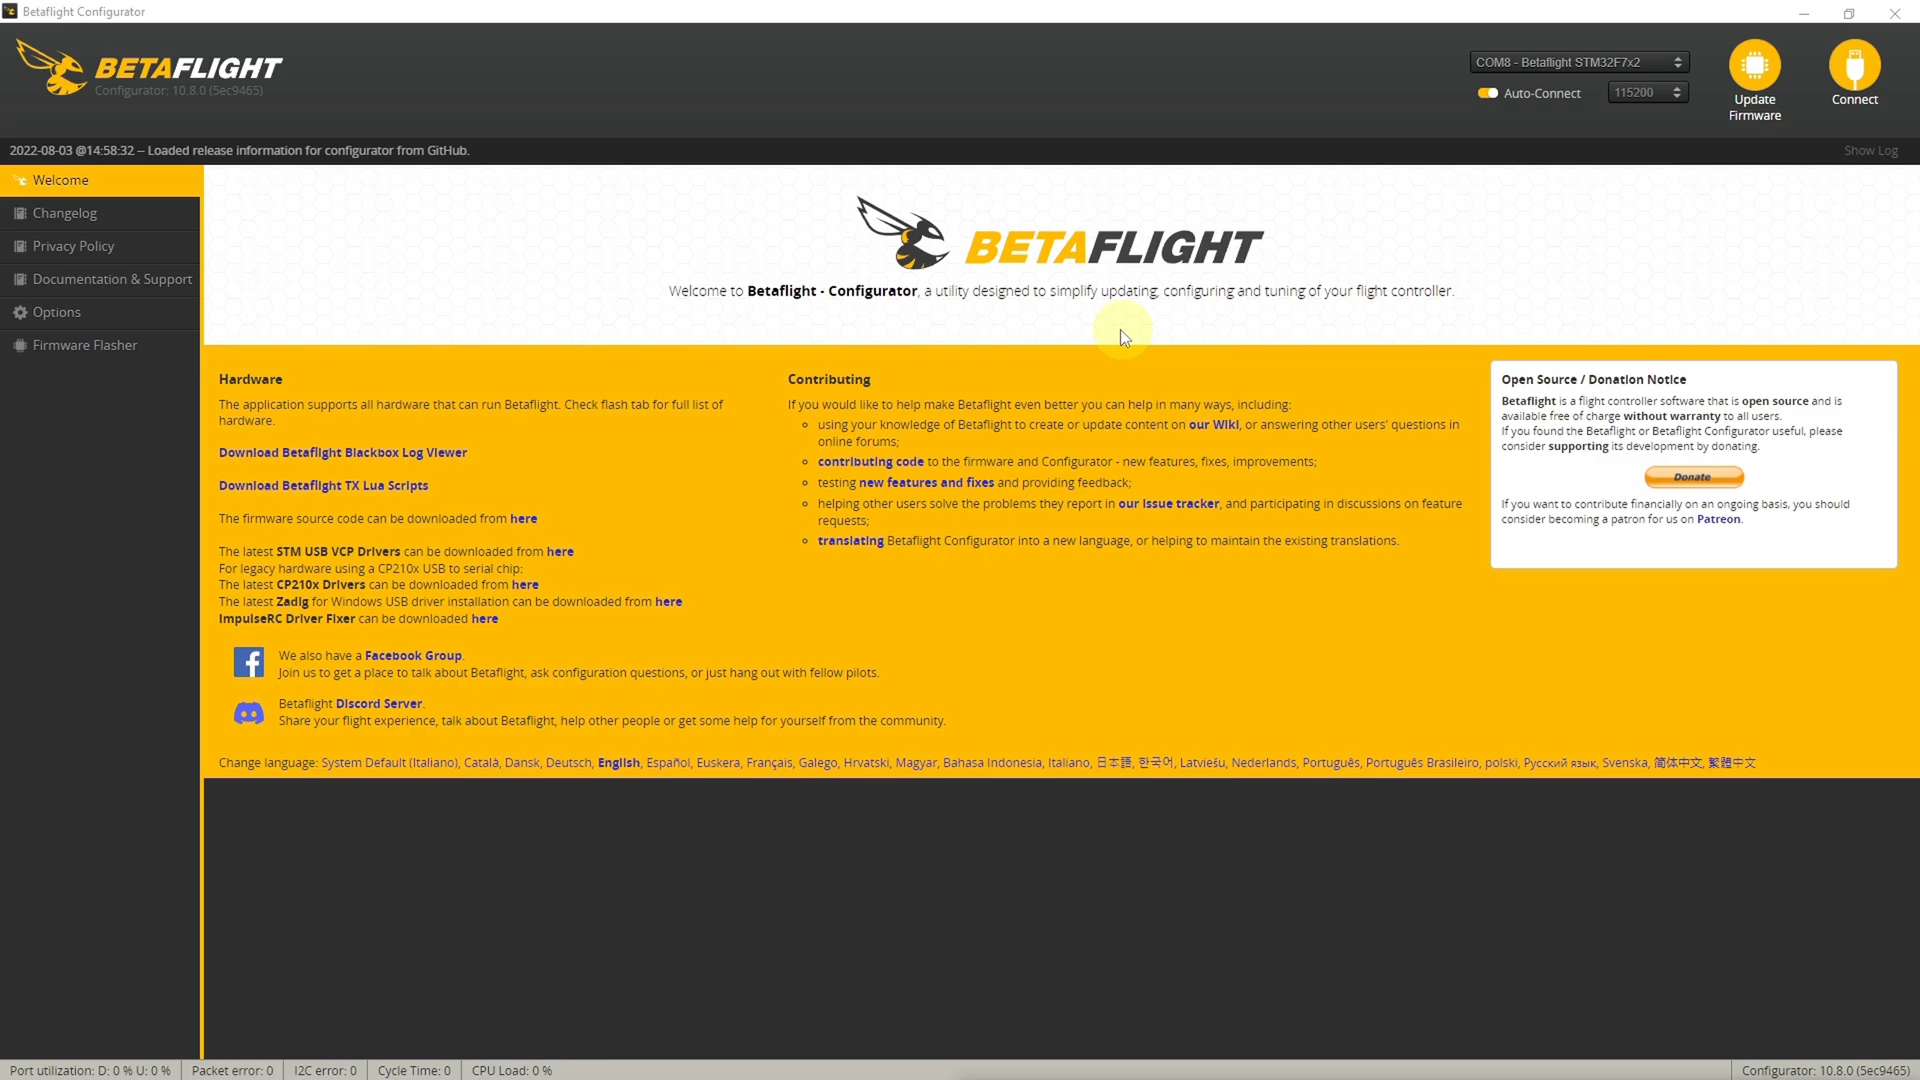 Betaflight Configurator
BETAFLIGHT
Configurator: 10.8.0 (5ec9465)
COM8 - Betaflight STM32F7x2
Auto-Connect
115200
Update
Firmware
Connect
2022-08-03 @14:58:32 -- Loaded release information for configurator from GitHub.
Show Log
Welcome
Changelog
Privacy Policy
Documentation & Support
Options
Firmware Flasher
BETAFLIGHT
Welcome to Betaflight - Configurator, a utility designed to simplify updating, configuring and tuning of your flight controller.
Hardware
The application supports all hardware that can run Betaflight. Check flash tab for full list of
hardware.
Download Betaflight Blackbox Log Viewer
Download Betaflight TX Lua Scripts
The firmware source code can be downloaded from here
The latest STM USB VCP Drivers can be downloaded from here
For legacy hardware using a CP210x USB to serial chip:
The latest CP210x Drivers can be downloaded from here
The latest Zadig for Windows USB driver installation can be downloaded from here
ImpulseRC Driver Fixer can be downloaded here
We also have a Facebook Group.
Join us to get a place to talk about Betaflight, ask configuration questions, or just hang out with fellow pilots.
Betaflight Discord Server.
Share your flight experience, talk about Betaflight, help other people or get some help for yourself from the community.
Contributing
If you would like to help make Betaflight even better you can help in many ways, including:
using your knowledge of Betaflight to create or update content on our Wiki, or answering other users' questions in
online forums;
contributing code to the firmware and Configurator - new features, fixes, improvements;
testing new features and fixes and providing feedback;
helping other users solve the problems they report in our issue tracker, and participating in discussions on feature
requests;
translating Betaflight Configurator into a new language, or helping to maintain the existing translations.
Open Source / Donation Notice
Betaflight is a flight controller software that is open source and is
available free of charge without warranty to all users.
If you found the Betaflight or Betaflight Configurator useful, please
consider supporting its development by donating.
Donate
If you want to contribute financially on an ongoing basis, you should
consider becoming a patron for us on Patreon.
Change language: System Default (Italiano), Català, Dansk, Deutsch, English, Español, Euskera, Français, Galego, Hrvatski, Magyar, Bahasa Indonesia, Italiano, 日本語, 한국어, Latviešu, Nederlands, Português, Português Brasileiro, polski, Русский язык, Svenska, 简体中文, 繁體中文
Port utilization: D: 0 % U: 0 %
Packet error: 0
I2C error: 0
Cycle Time: 0
CPU Load: 0 %
Configurator: 10.8.0 (5ec9465)